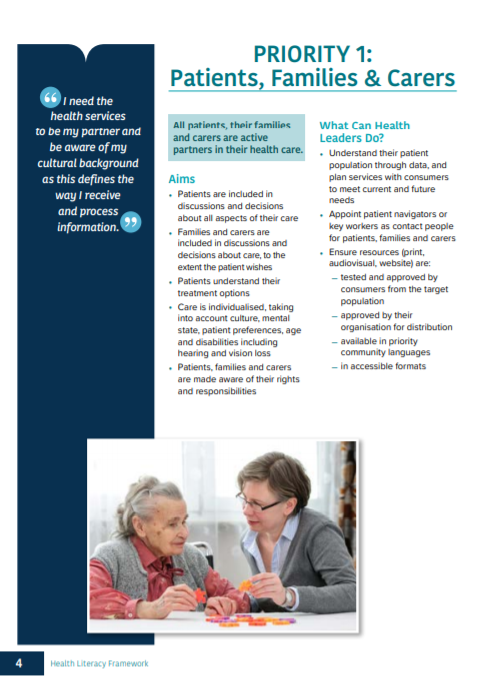 PRIORITY 1:
Patients, Families & Carers
I need the
health services
to be my partner and
be aware of my
cultural background
as this defines the
way I receive
and process
information.
All patients, their families
and carers are active
partners in their health care.
Aims
• Patients are included in
discussions and decisions
about all aspects of their care
• Families and carers are
included in discussions and
decisions about care, to the
extent the patient wishes
• Patients understand their
treatment options
• Care is individualised, taking
into account culture, mental
state, patient preferences, age
and disabilities including
hearing and vision loss
• Patients, families and carers
are made aware of their rights
and responsibilities
What Can Health
Leaders Do?
• Understand their patient
population through data, and
plan services with consumers
to meet current and future
needs
• Appoint patient navigators or
key workers as contact people
for patients, families and carers
• Ensure resources (print,
audiovisual, website) are:
– tested and approved by
consumers from the target
population
– approved by their
organisation for distribution
– available in priority
community languages
– in accessible formats
4
Health Literacy Framework